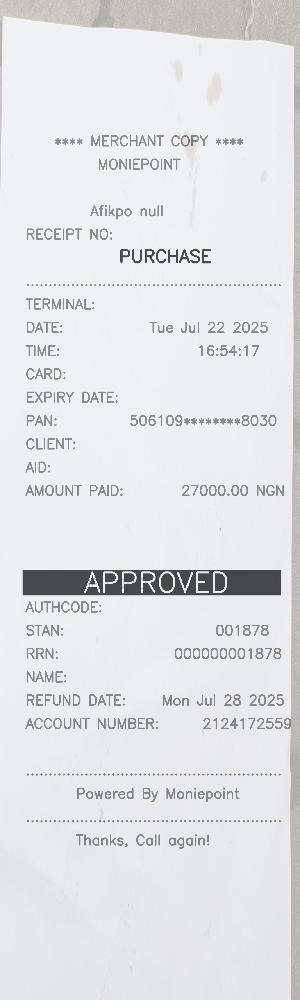 **** MERCHANT COPY ****
MONIEPOINT
Afikpo null
RECEIPT NO:
PURCHASE
TERMINAL:
DATE: Tue Jul 22 2025
TIME: 16:54:17
CARD:
EXPIRY DATE:
PAN: 506109********8030
CLIENT:
AID:
AMOUNT PAID: 27000.00 NGN
APPROVED
AUTHCODE:
STAN: 001878
RRN: 000000001878
NAME:
REFUND DATE: Mon Jul 28 2025
ACCOUNT NUMBER: 2124172559
Powered By Moniepoint
Thanks, Call again!